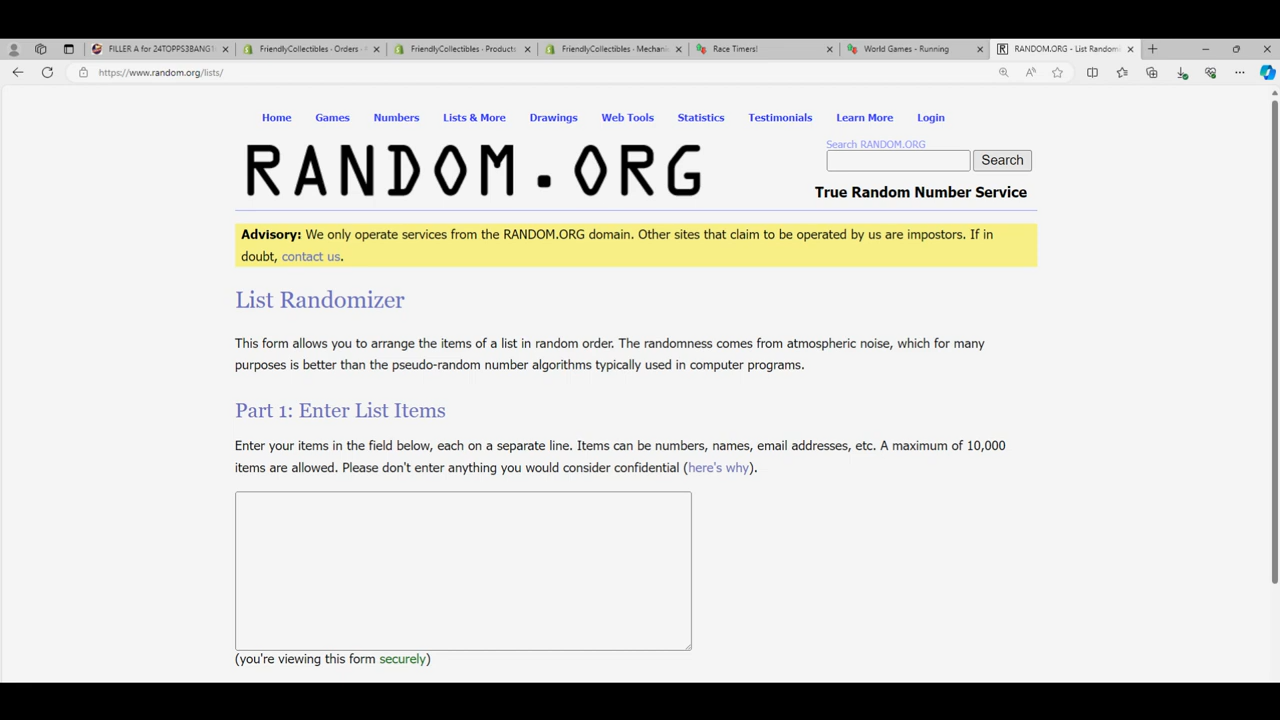 FILLER A for 24TOPPS3BANG1
FriendlyCollectibles · Orders ·
FriendlyCollectibles · Products
FriendlyCollectibles · Mechani
Race Timers!
World Games - Running
RANDOM.ORG - List Randomi
https://www.random.org/lists/
Home Games Numbers Lists & More Drawings Web Tools Statistics Testimonials Learn More Login
RANDOM.ORG
Search RANDOM.ORG
Search
True Random Number Service
Advisory: We only operate services from the RANDOM.ORG domain. Other sites that claim to be operated by us are impostors. If in
doubt, contact us.
List Randomizer
This form allows you to arrange the items of a list in random order. The randomness comes from atmospheric noise, which for many
purposes is better than the pseudo-random number algorithms typically used in computer programs.
Part 1: Enter List Items
Enter your items in the field below, each on a separate line. Items can be numbers, names, email addresses, etc. A maximum of 10,000
items are allowed. Please don't enter anything you would consider confidential (here's why).
(you're viewing this form securely)